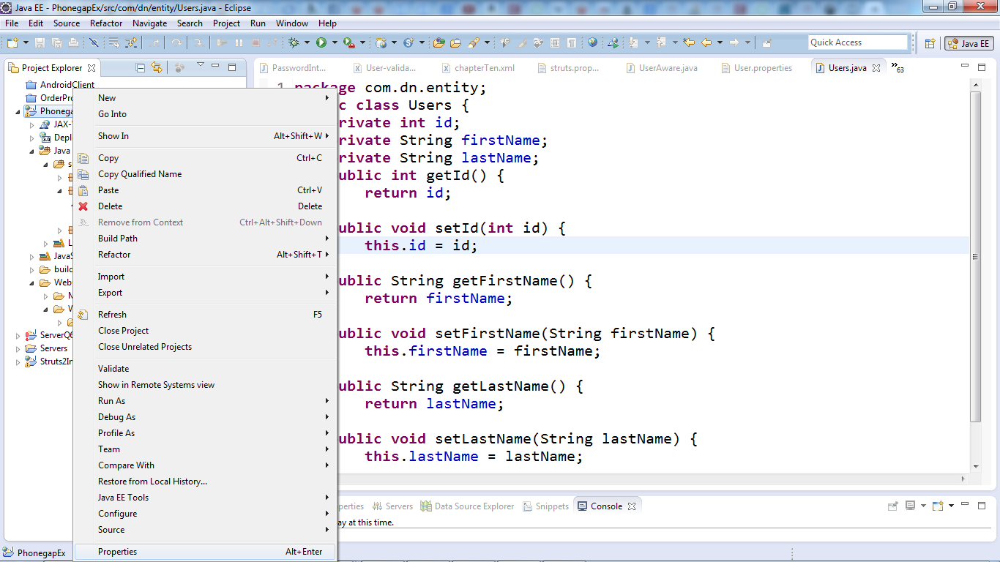 Java EE - PhonegapEx/src/com/dn/entity/Users.java - Eclipse
File Edit Source Refactor Navigate Search Project Run Window Help
Quick Access
Java EE
Project Explorer
PasswordInt...
User-valida...
chapterTen.xml
struts.prop...
UserAware.java
User.properties
Users.java
63
AndroidClient
OrderPro
Phonega
JAX-
Deplo
Java
s
L
JavaS
build
Web
ServerQ6
Servers
Struts2In
New
Go Into
Show In Alt+Shift+W
Copy Ctrl+C
Copy Qualified Name
Paste Ctrl+V
Delete Delete
Remove from Context Ctrl+Alt+Shift+Down
Build Path
Refactor Alt+Shift+T
Import
Export
Refresh F5
Close Project
Close Unrelated Projects
Validate
Show in Remote Systems view
Run As
Debug As
Profile As
Team
Compare With
Restore from Local History...
Java EE Tools
Configure
Source
Properties Alt+Enter
1 package com.dn.entity;
c class Users {
rivate int id;
rivate String firstName;
rivate String lastName;
ublic int getId() {
return id;
ublic void setId(int id) {
this.id = id;
ublic String getFirstName() {
return firstName;
ublic void setFirstName(String firstName) {
this.firstName = firstName;
ublic String getLastName() {
return lastName;
ublic void setLastName(String lastName) {
this.lastName = lastName;
perties
Servers
Data Source Explorer
Snippets
Console
ay at this time.
PhonegapEx